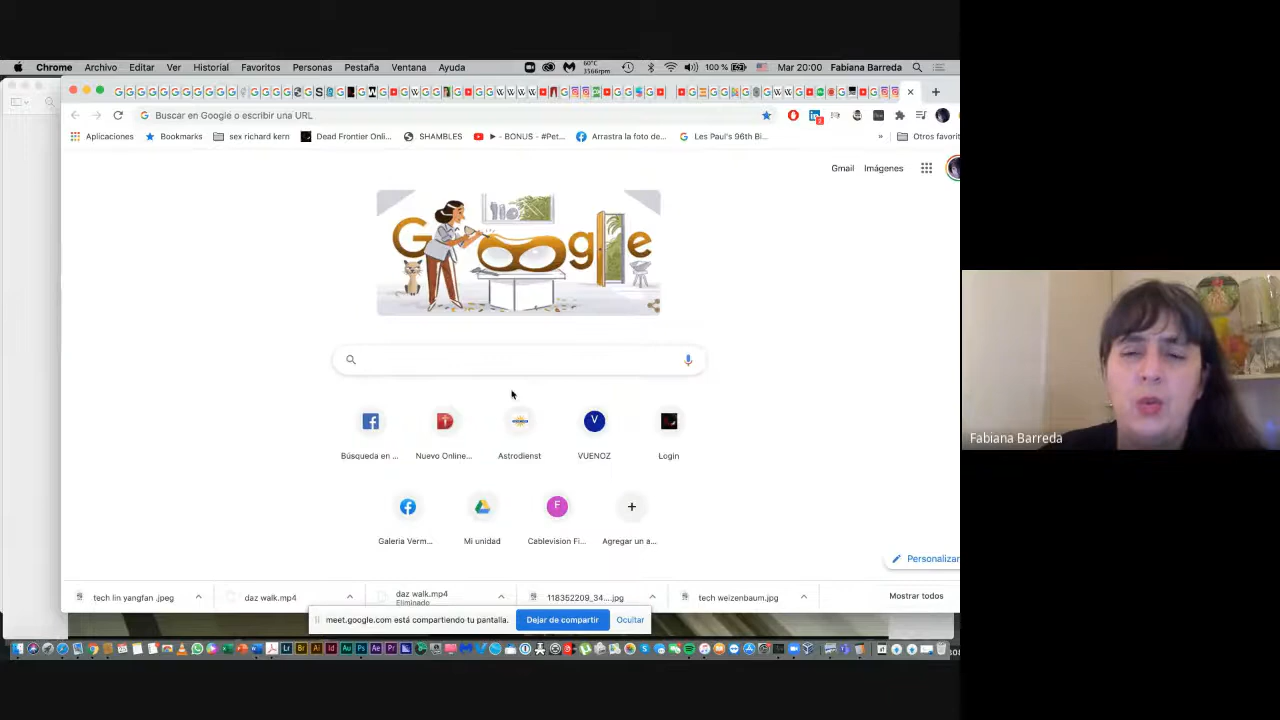 Chrome Archivo Editar Ver Historial Favoritos Personas Pestaña Ventana Ayuda 60°C 3566rpm 100 % Mar 20:00 Fabiana Barreda
Buscar en Google o escribir una URL
Aplicaciones Bookmarks sex richard kern Dead Frontier Onli... SHAMBLES ► - BONUS - #Pet... Arrastra la foto de... Les Paul's 96th Bi... » Otros favorit
Gmail Imágenes
Google
Búsqueda en ... Nuevo Online... Astrodienst VUENOZ Login
Galeria Verm... Mi unidad Cablevision Fi... Agregar un a...
Personalizar
tech lin yangfan .jpeg daz walk.mp4 daz walk.mp4 118352209_34....jpg tech weizenbaum.jpg Mostrar todos
Eliminado
meet.google.com está compartiendo tu pantalla. Dejar de compartir Ocultar
Fabiana Barreda